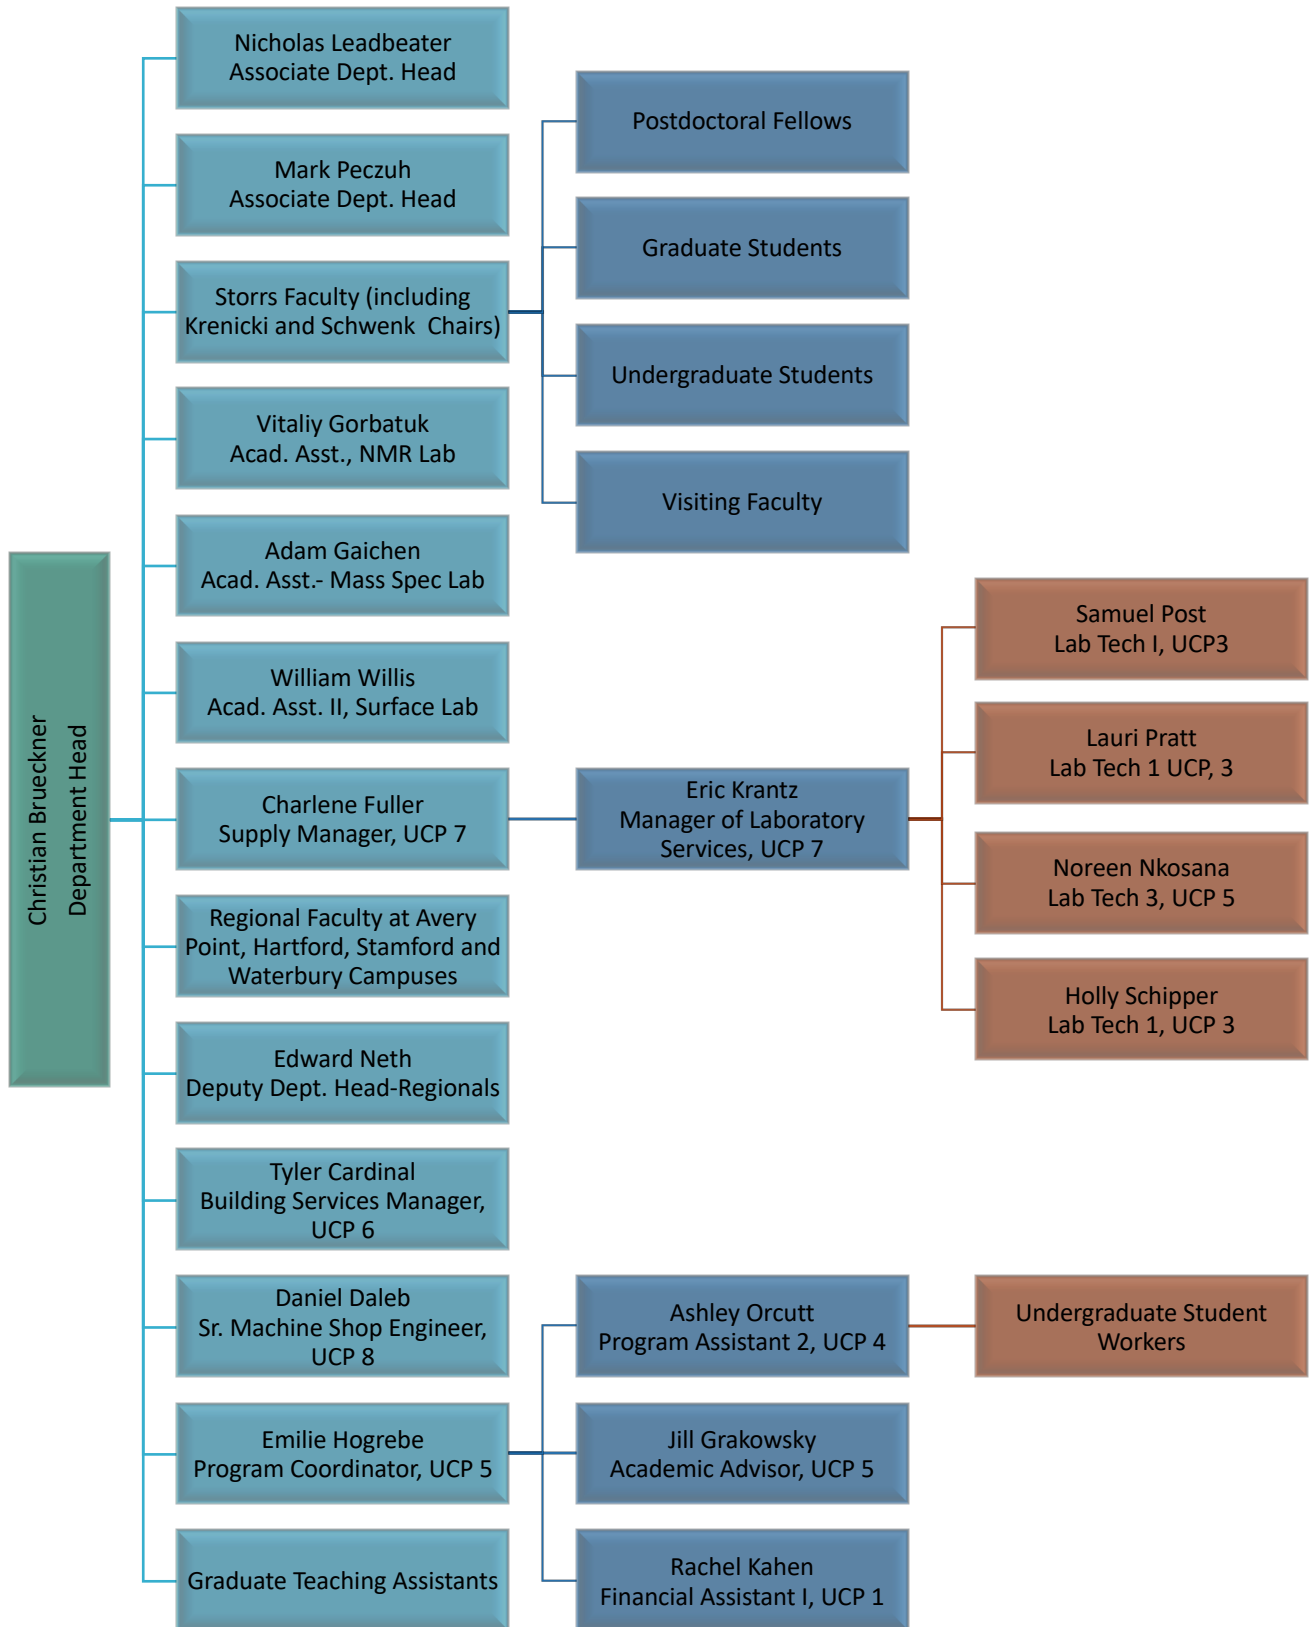 Christian Brueckner
Department Head
Nicholas Leadbeater
Associate Dept. Head
Mark Peczuh
Associate Dept. Head
Storrs Faculty (including
Krenicki and Schwenk  Chairs)
Postdoctoral Fellows
Graduate Students
Undergraduate Students
Visiting Faculty
Vitaliy Gorbatuk
Acad. Asst., NMR Lab
Adam Gaichen
Acad. Asst.- Mass Spec Lab
William Willis
Acad. Asst. II, Surface Lab
Charlene Fuller
Supply Manager, UCP 7
Eric Krantz
Manager of Laboratory
Services, UCP 7
Samuel Post
Lab Tech I, UCP3
Lauri Pratt
Lab Tech 1 UCP, 3
Noreen Nkosana
Lab Tech 3, UCP 5
Holly Schipper
Lab Tech 1, UCP 3
Regional Faculty at Avery
Point, Hartford, Stamford and
Waterbury Campuses
Edward Neth
Deputy Dept. Head-Regionals
Tyler Cardinal
Building Services Manager,
UCP 6
Daniel Daleb
Sr. Machine Shop Engineer,
UCP 8
Emilie Hogrebe
Program Coordinator, UCP 5
Ashley Orcutt
Program Assistant 2, UCP 4
Undergraduate Student
Workers
Jill Grakowsky
Academic Advisor, UCP 5
Rachel Kahen
Financial Assistant I, UCP 1
Graduate Teaching Assistants